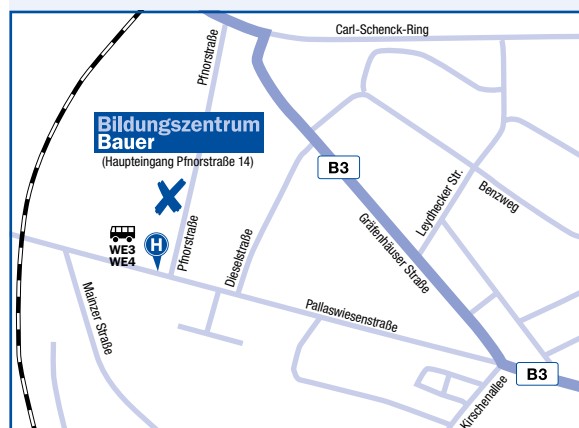 Carl-Schenck-Ring
Pfnorstraße
Bildungszentrum
Bauer
(Haupteingang Pfnorstraße 14)
B3
Leydhecker Str.
Benzweg
Gräfenhäuser Straße
WE3
WE4
H
Pfnorstraße
Dieselstraße
Mainzer Straße
Pallaswiesenstraße
B3
Kirschenallee